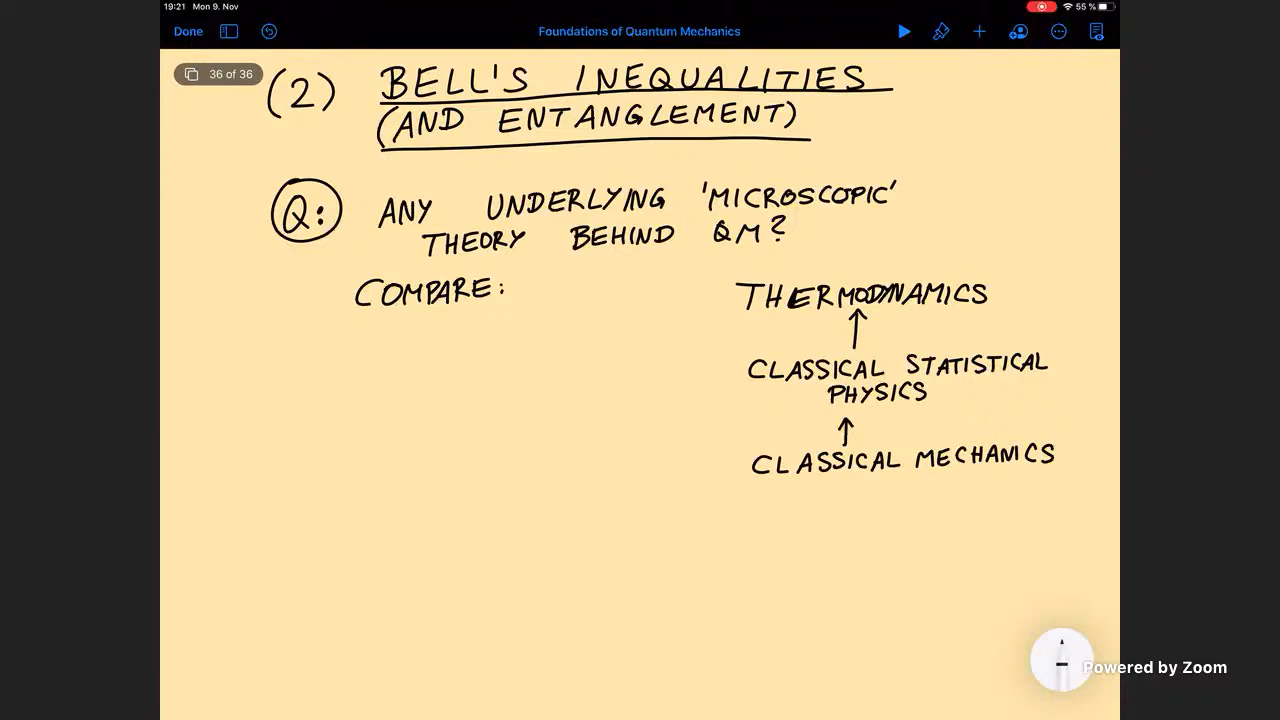 19:21 Mon 9. Nov
55 %
Done
Foundations of Quantum Mechanics
36 of 36
(2) BELL'S INEQUALITIES
(AND ENTANGLEMENT)
Q: ANY UNDERLYING 'MICROSCOPIC'
THEORY BEHIND QM?
COMPARE:
THERMODYNAMICS
↑
CLASSICAL STATISTICAL
PHYSICS
↑
CLASSICAL MECHANICS
Powered by Zoom